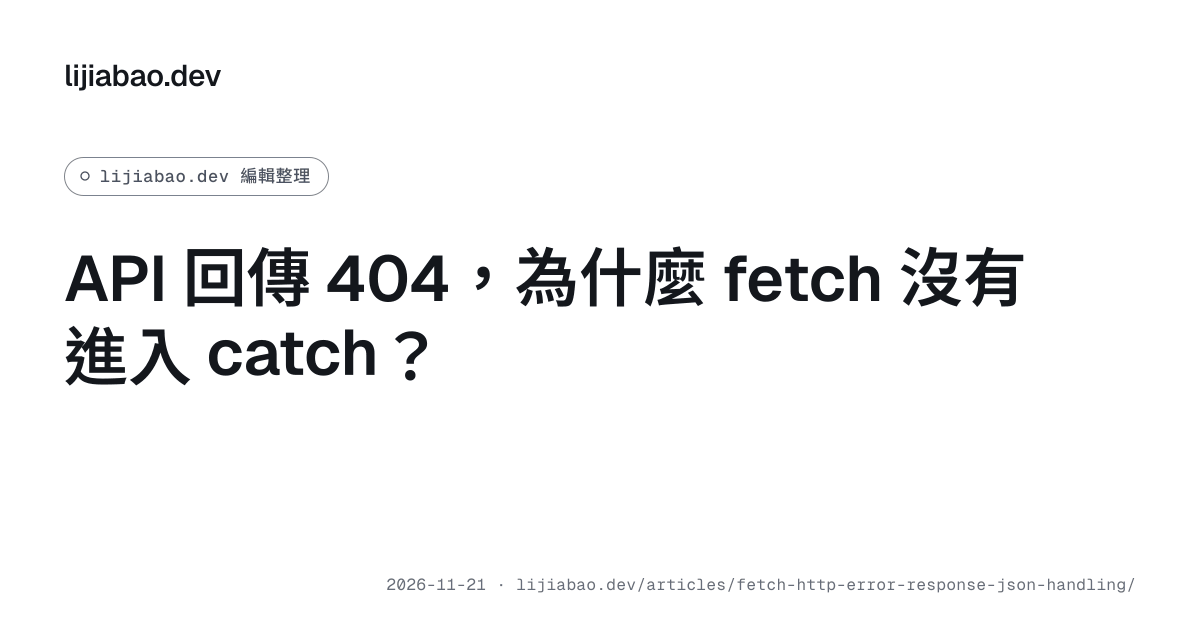 lijiabao.dev
lijiabao.dev 編輯整理
API 回傳 404，為什麼 fetch 沒有
進入 catch？
2026-11-21 · lijiabao.dev/articles/fetch-http-error-response-json-handling/